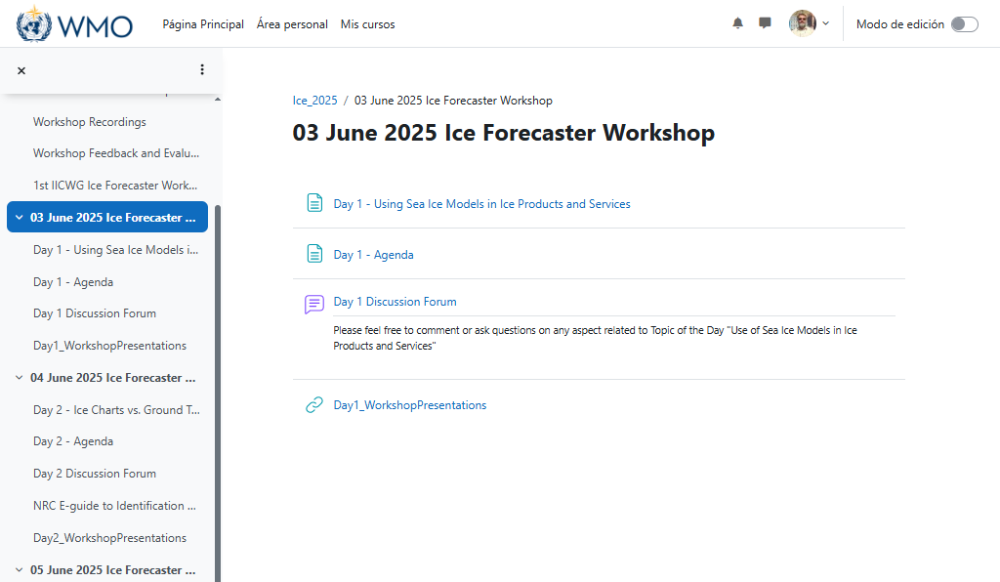 WMO
Página Principal Área personal Mis cursos
Modo de edición
Workshop Recordings
Workshop Feedback and Evalu...
1st IICWG Ice Forecaster Work...
03 June 2025 Ice Forecaster ...
Day 1 - Using Sea Ice Models i...
Day 1 - Agenda
Day 1 Discussion Forum
Day1_WorkshopPresentations
04 June 2025 Ice Forecaster ...
Day 2 - Ice Charts vs. Ground T...
Day 2 - Agenda
Day 2 Discussion Forum
NRC E-guide to Identification ...
Day2_WorkshopPresentations
05 June 2025 Ice Forecaster ...
Ice_2025 / 03 June 2025 Ice Forecaster Workshop
03 June 2025 Ice Forecaster Workshop
Day 1 - Using Sea Ice Models in Ice Products and Services
Day 1 - Agenda
Day 1 Discussion Forum
Please feel free to comment or ask questions on any aspect related to Topic of the Day "Use of Sea Ice Models in Ice
Products and Services"
Day1_WorkshopPresentations